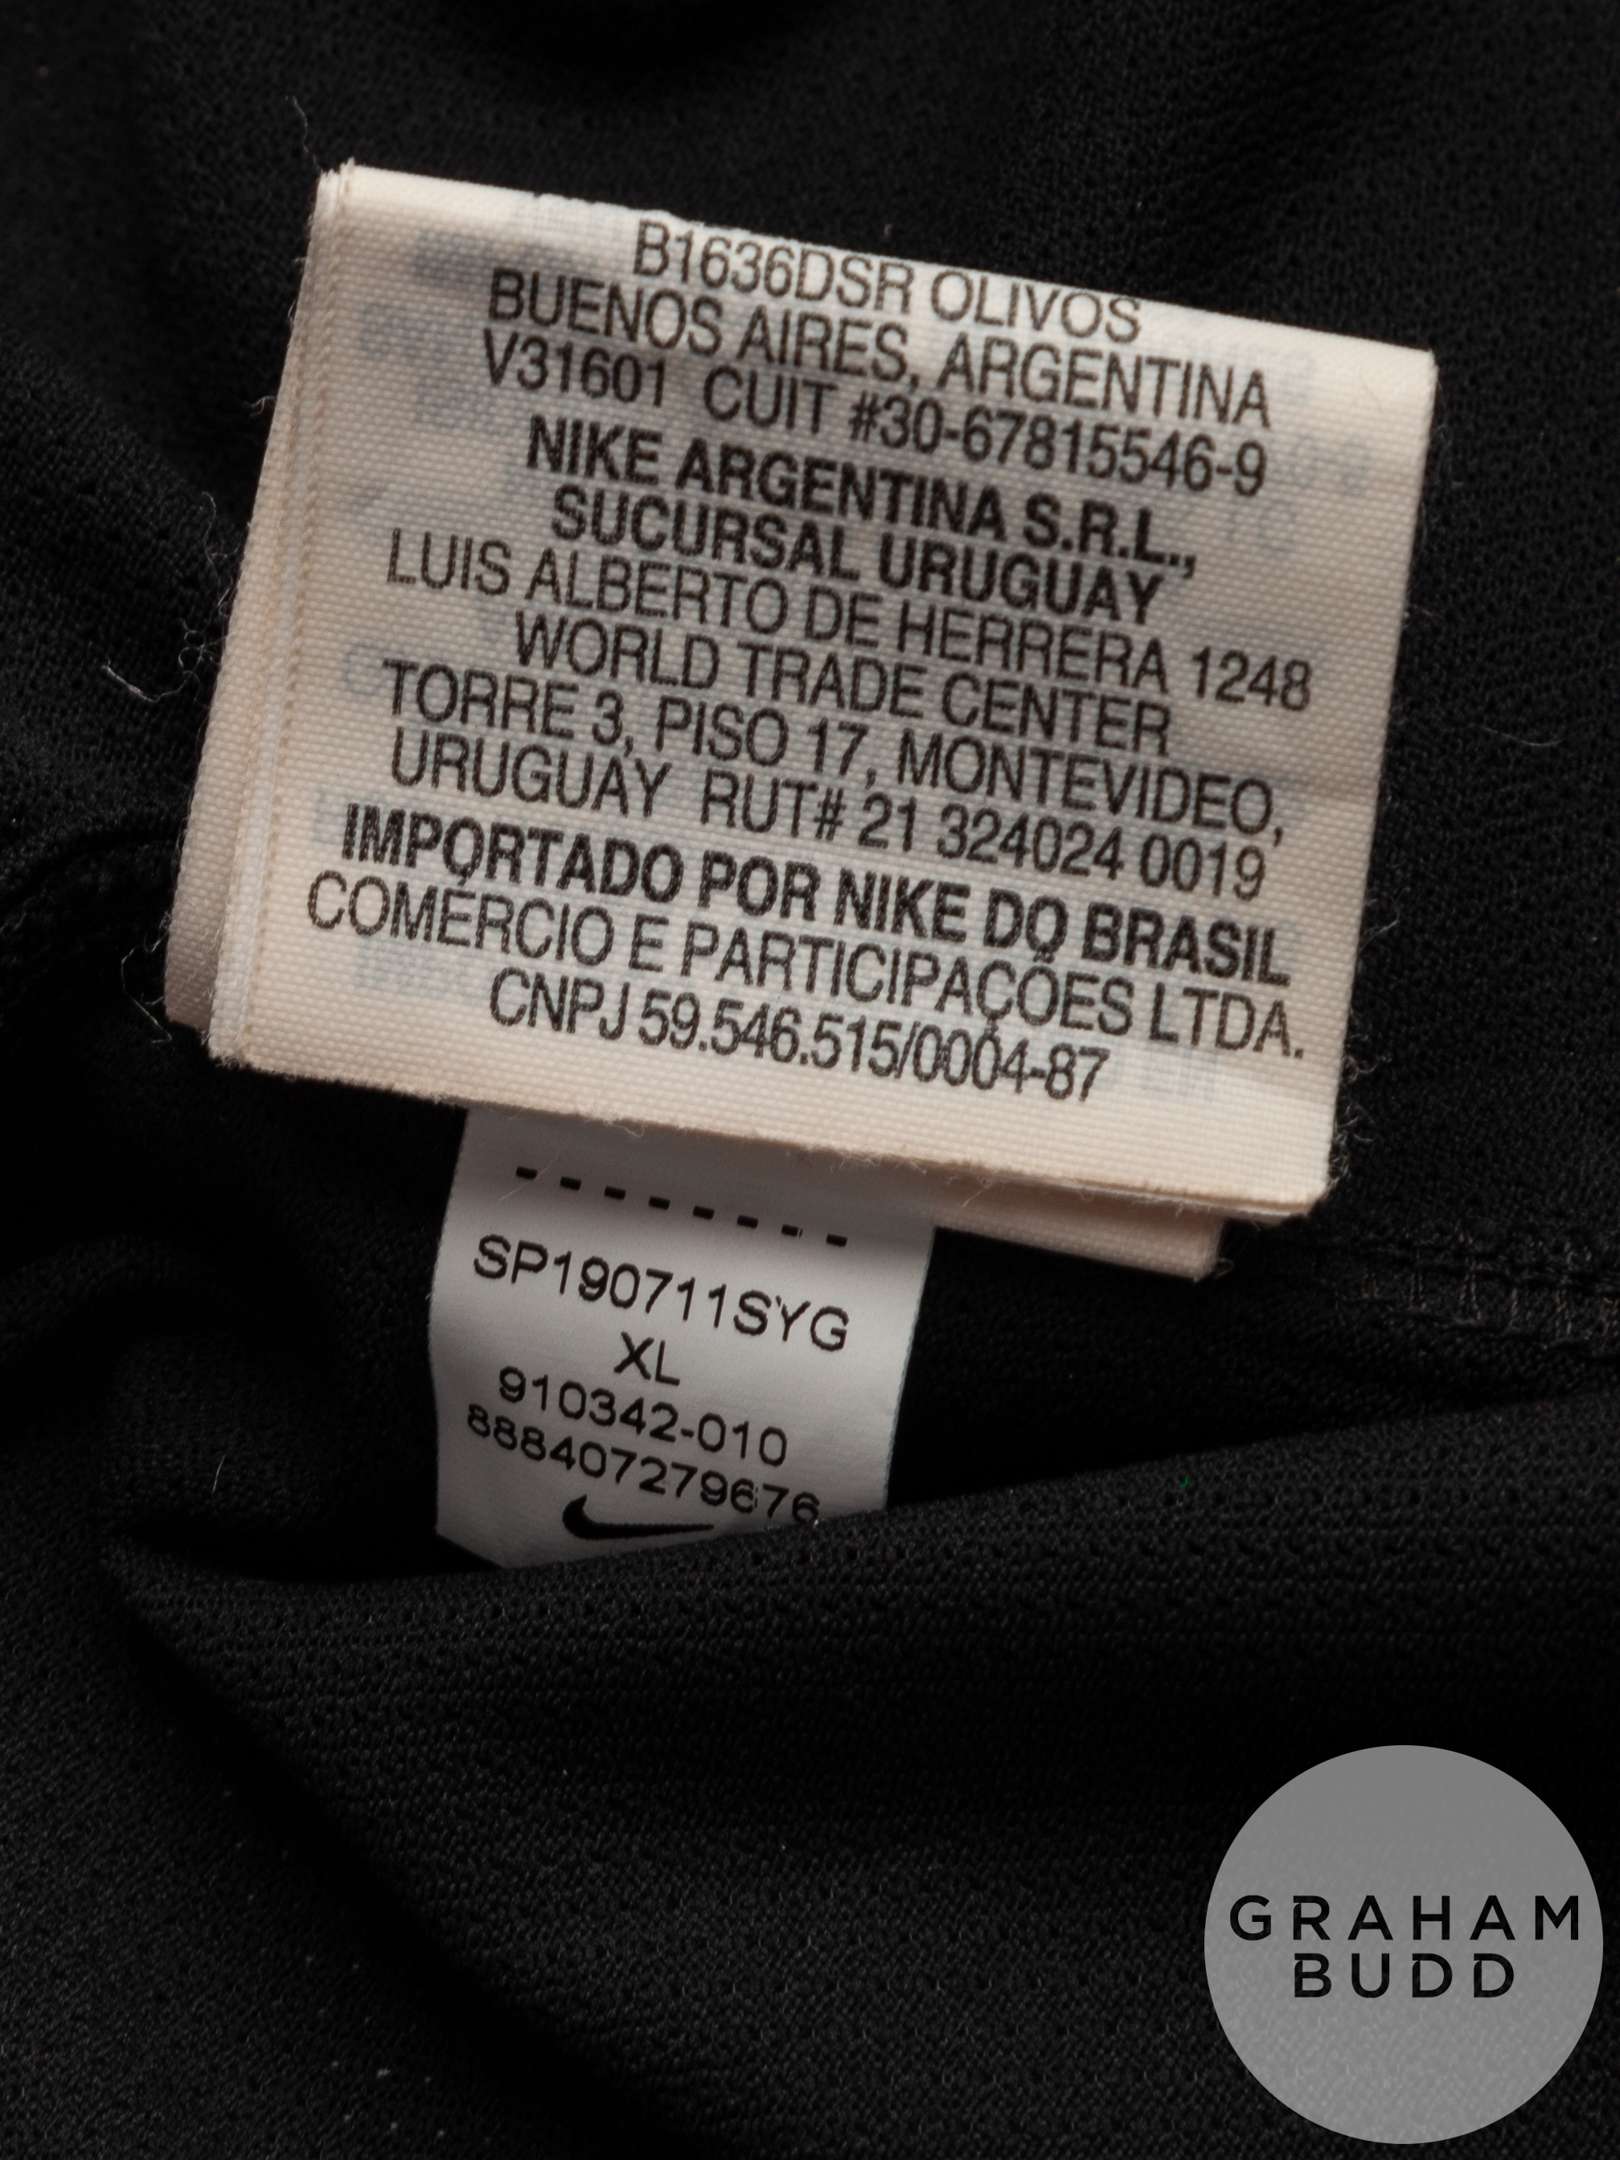 B1636DSR OLIVOS
BUENOS AIRES, ARGENTINA
V31601 CUIT #30-67815546-9
NIKE ARGENTINA S.R.L.,
SUCURSAL URUGUAY
LUIS ALBERTO DE HERRERA 1248
WORLD TRADE CENTER
TORRE 3, PISO 17, MONTEVIDEO,
URUGUAY RUT# 21 324024 0019
IMPORTADO POR NIKE DO BRASIL
COMÉRCIO E PARTICIPAÇÕES LTDA.
CNPJ 59.546.515/0004-87
--------
SP190711SYG
XL
910342-010
888407279676
GRAHAM
BUDD